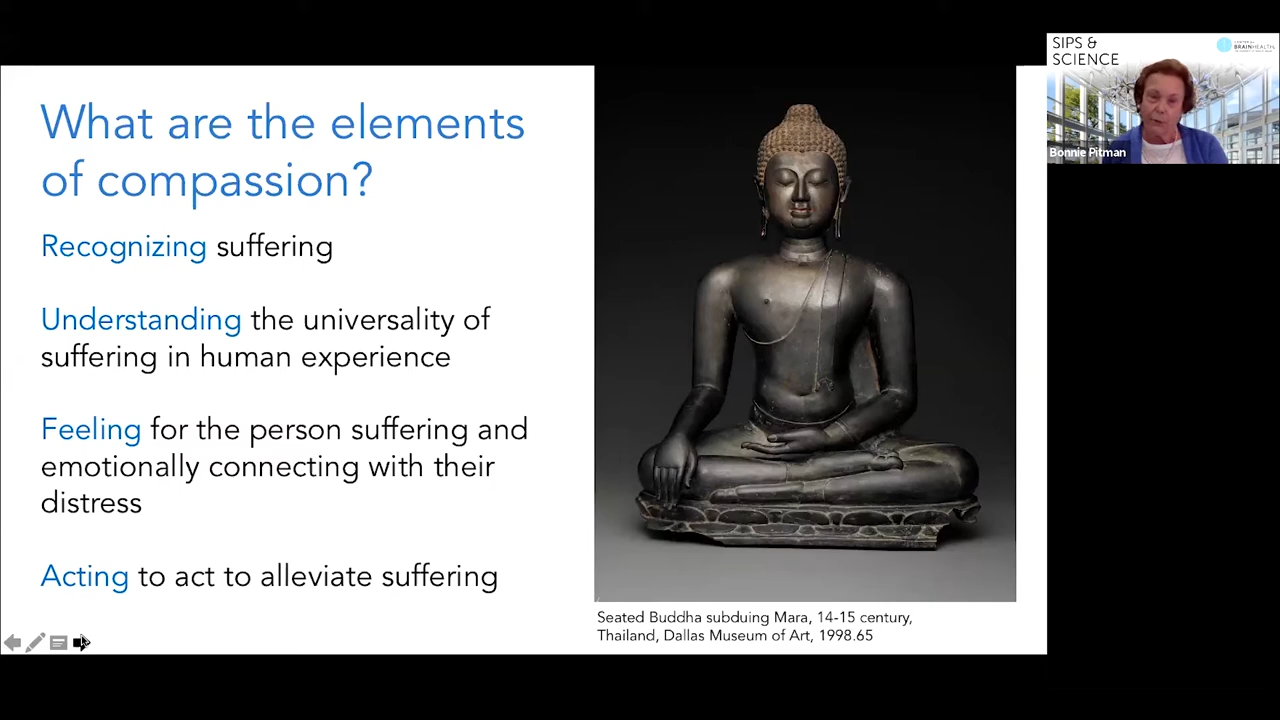 What are the elements
of compassion?
Recognizing suffering
Understanding the universality of
suffering in human experience
Feeling for the person suffering and
emotionally connecting with their
distress
Acting to act to alleviate suffering
Seated Buddha subduing Mara, 14-15 century,
Thailand, Dallas Museum of Art, 1998.65
SIPS &
SCIENCE
BRAINHEALTH
Bonnie Pitman